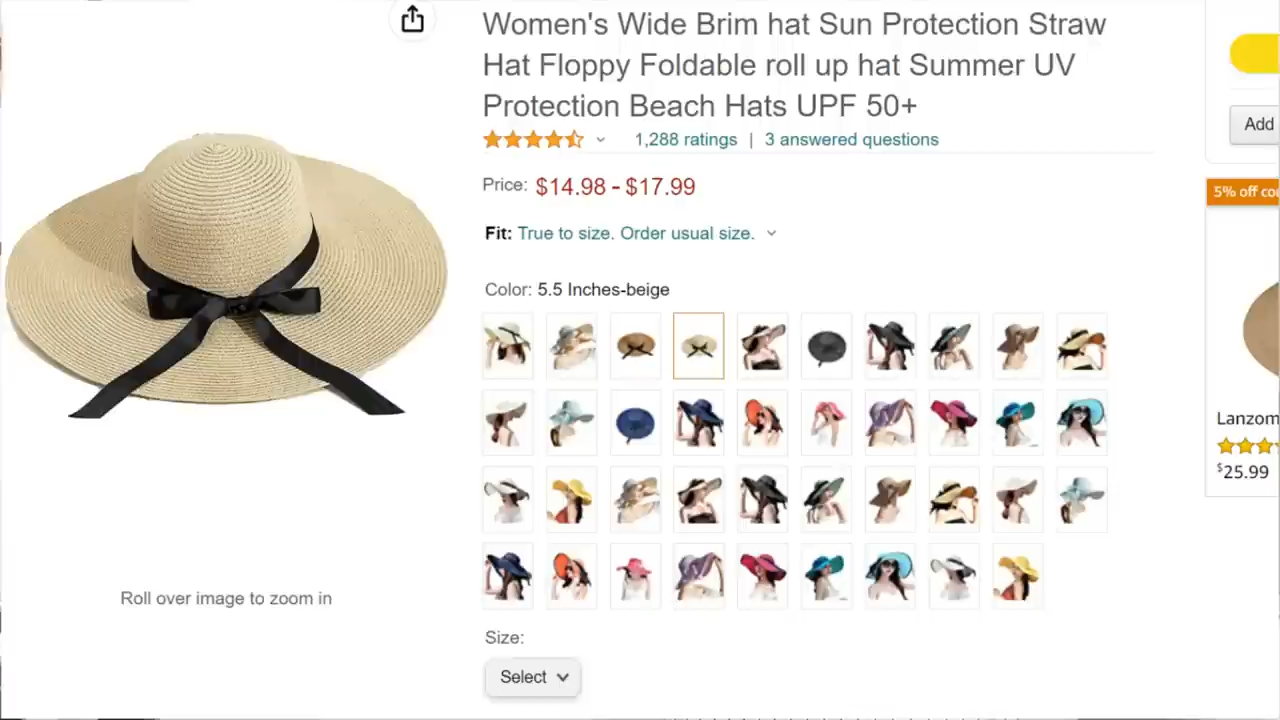 Women's Wide Brim hat Sun Protection Straw
Hat Floppy Foldable roll up hat Summer UV
Protection Beach Hats UPF 50+
1,288 ratings | 3 answered questions
Price: $14.98 - $17.99
Fit: True to size. Order usual size.
Color: 5.5 Inches-beige
Roll over image to zoom in
Size:
Select
Add
5% off cou
Lanzom
$25.99